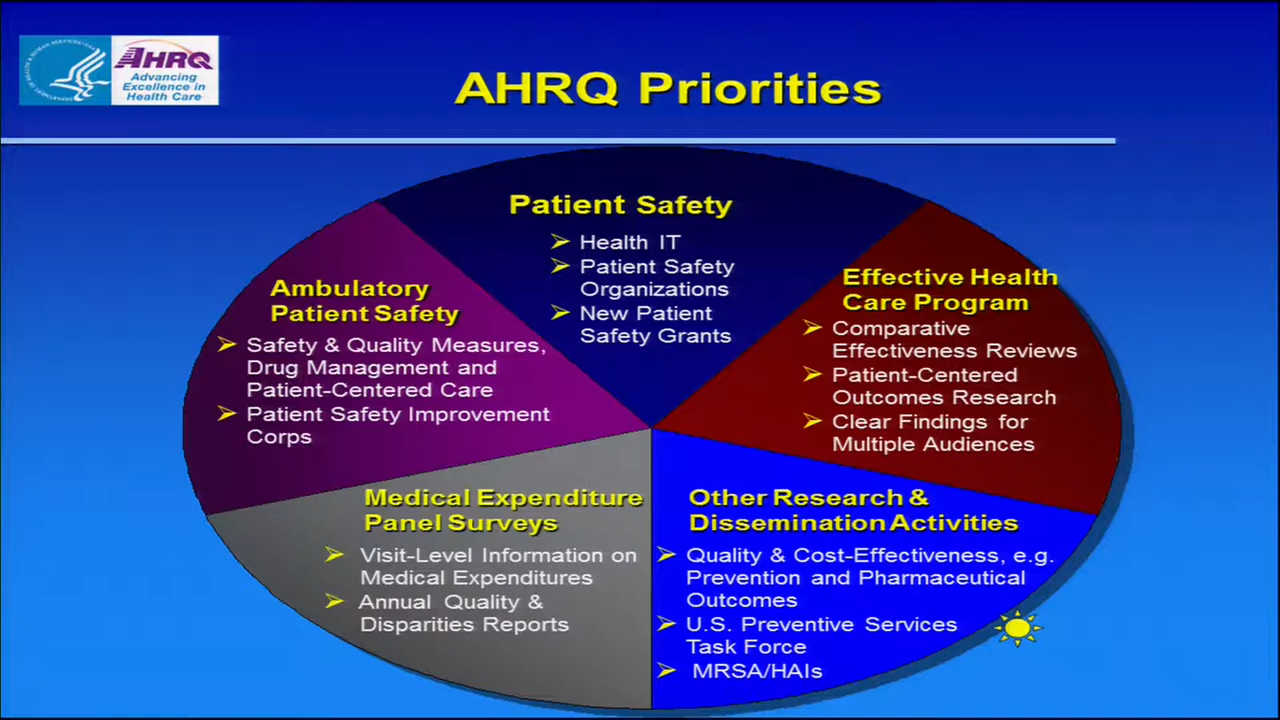 AHRQ
Advancing
Excellence in
Health Care
AHRQ Priorities
Patient Safety
Health IT
Patient Safety
Organizations
New Patient
Safety Grants
Ambulatory
Patient Safety
Safety & Quality Measures,
Drug Management and
Patient-Centered Care
Patient Safety Improvement
Corps
Effective Health
Care Program
Comparative
Effectiveness Reviews
Patient-Centered
Outcomes Research
Clear Findings for
Multiple Audiences
Medical Expenditure
Panel Surveys
Visit-Level Information on
Medical Expenditures
Annual Quality &
Disparities Reports
Other Research &
Dissemination Activities
Quality & Cost-Effectiveness, e.g.
Prevention and Pharmaceutical
Outcomes
U.S. Preventive Services
Task Force
MRSA/HAIs